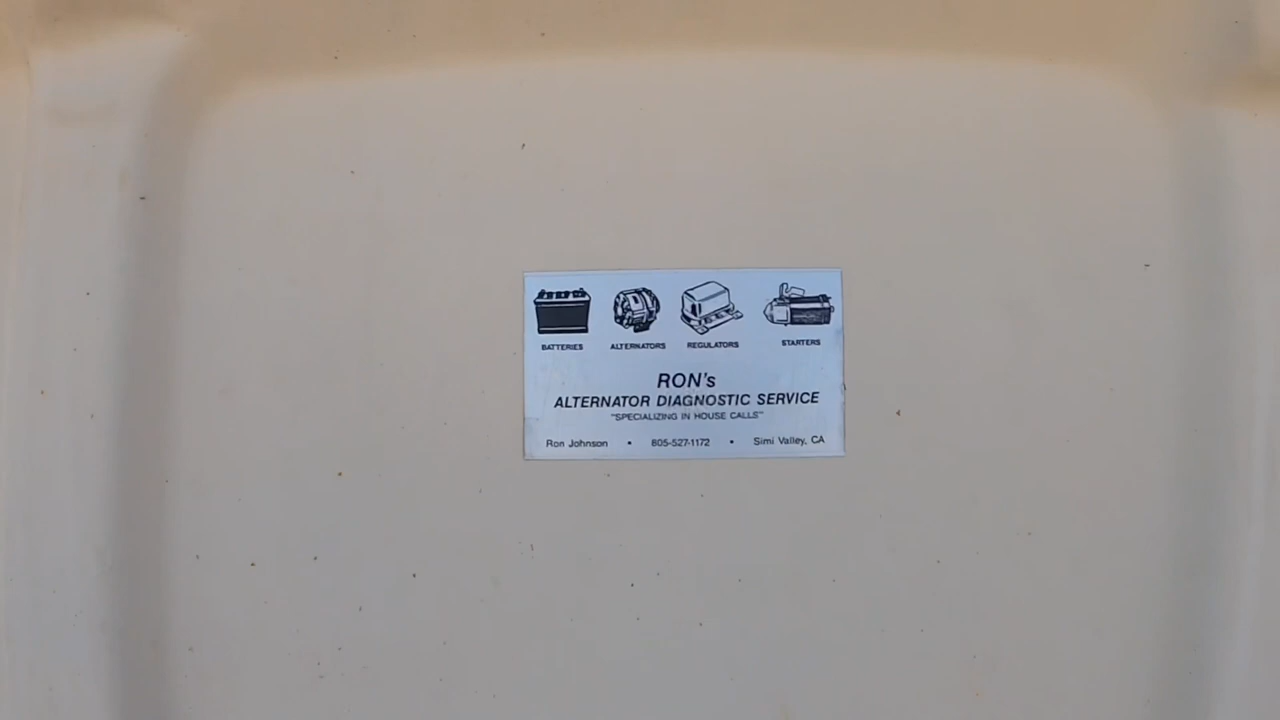 BATTERIES ALTERNATORS REGULATORS STARTERS
RON's
ALTERNATOR DIAGNOSTIC SERVICE
"SPECIALIZING IN HOUSE CALLS"
Ron Johnson • 805-527-1172 • Simi Valley, CA